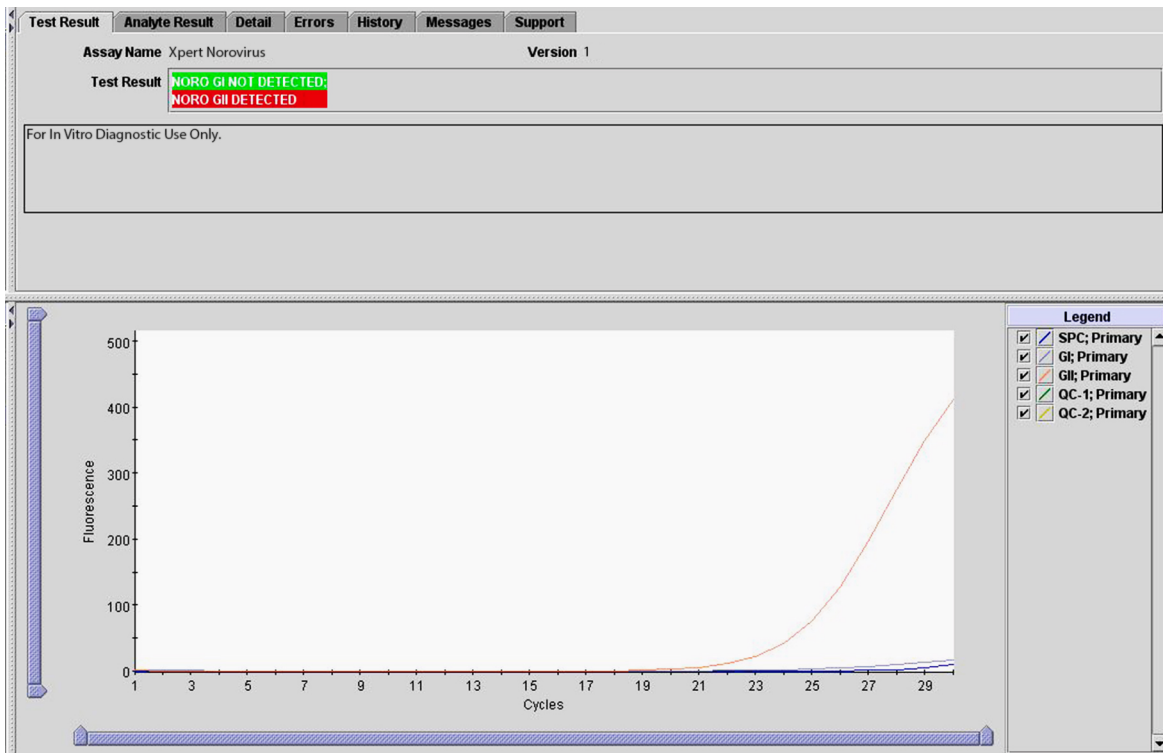 Test Result Analyte Result Detail Errors History Messages Support
Assay Name Xpert Norovirus Version 1
Test Result NORO GI NOT DETECTED;
NORO GII DETECTED
For In Vitro Diagnostic Use Only.
Legend
SPC; Primary
GI; Primary
GII; Primary
QC-1; Primary
QC-2; Primary
500
400
300
200
100
0
Fluorescence
1 3 5 7 9 11 13 15 17 19 21 23 25 27 29
Cycles